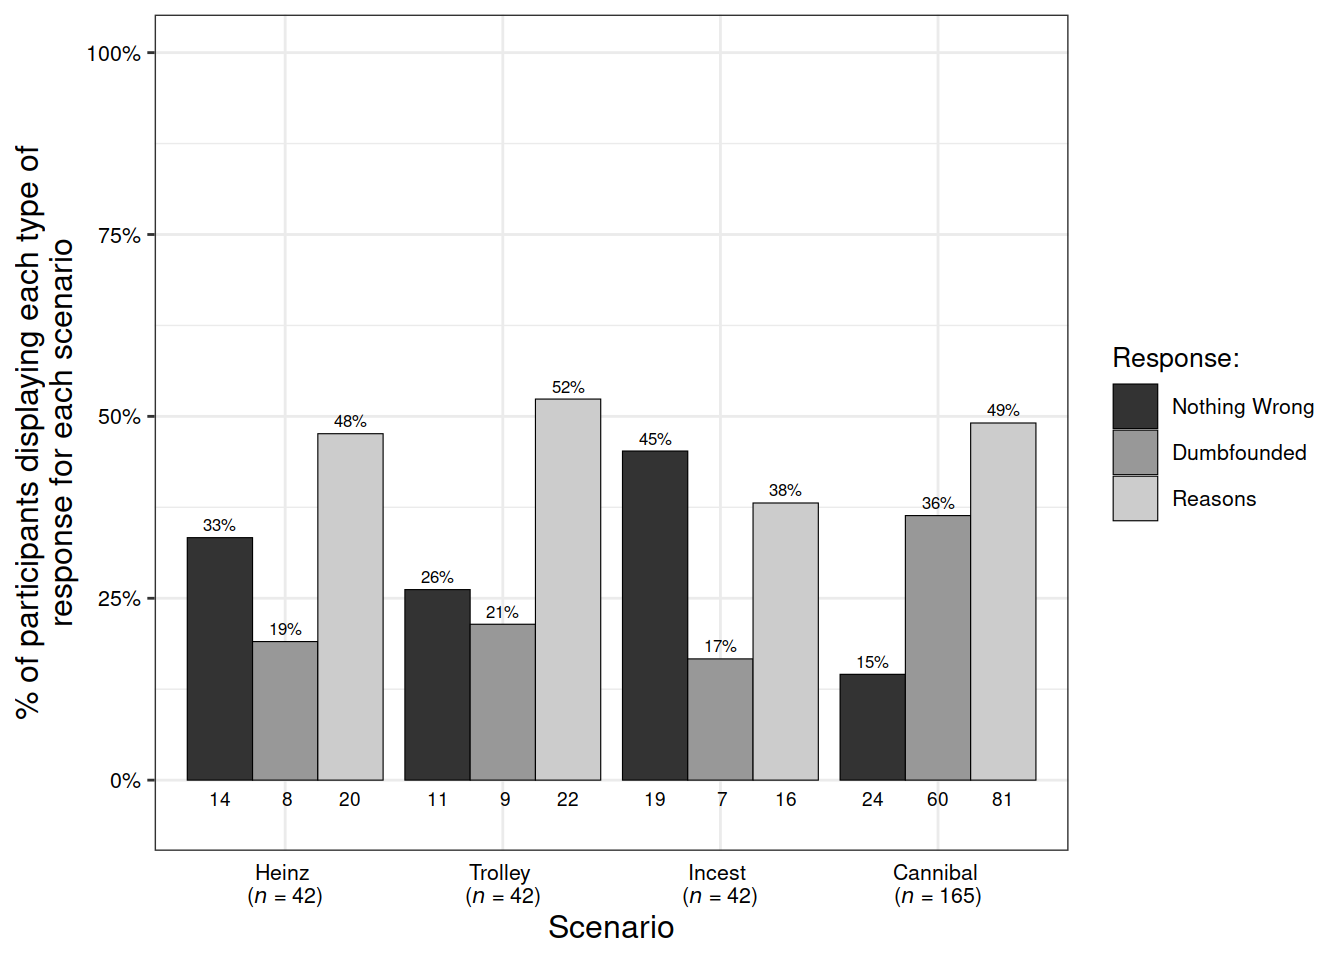 % of participants displaying each type of
response for each scenario
100%
75%
50%
25%
0%
33%
19%
48%
26%
21%
52%
45%
17%
38%
15%
36%
49%
14 8 20 11 9 22 19 7 16 24 60 81
Heinz
(n = 42)
Trolley
(n = 42)
Incest
(n = 42)
Cannibal
(n = 165)
Scenario
Response:
Nothing Wrong
Dumbfounded
Reasons